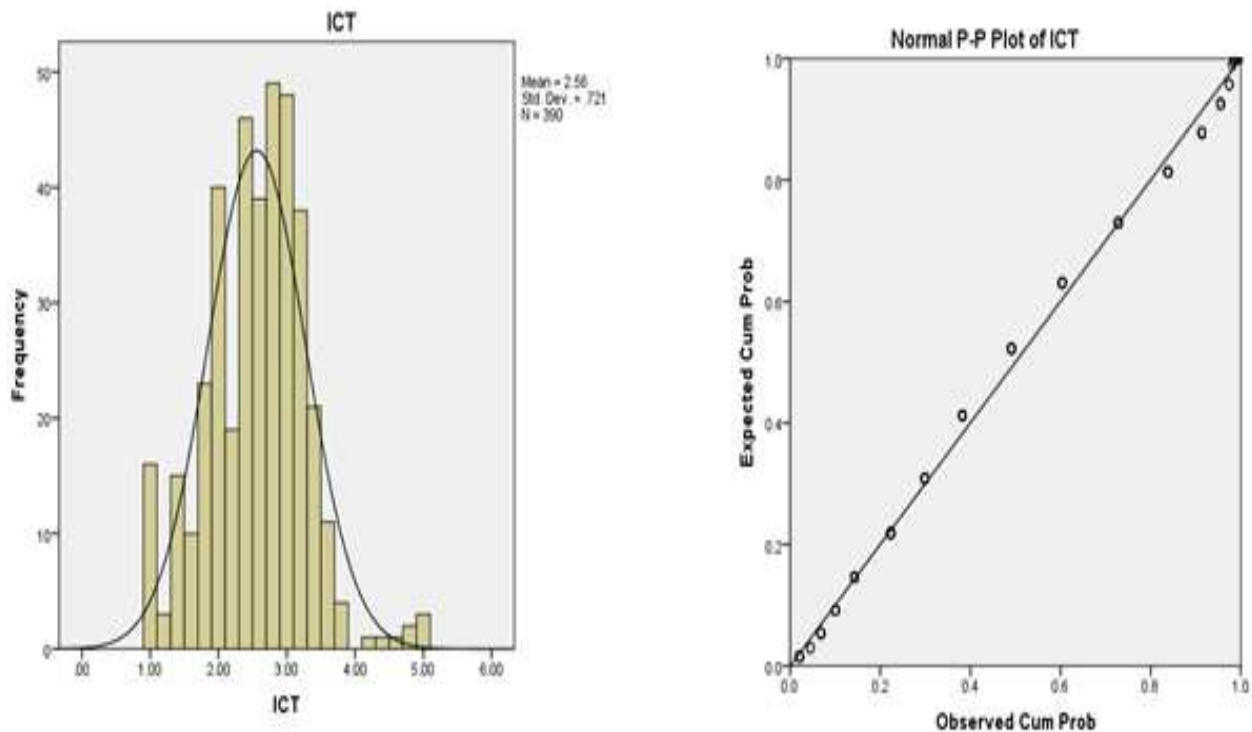 ICT
50
40
30
20
10
0
Frequency
.00 1.00 2.00 3.00 4.00 5.00 6.00
ICT
Mean = 2.56
Std. Dev. = .721
N = 390
Normal P-P Plot of ICT
1.0
0.8
0.6
0.4
0.2
0.0
Expected Cum Prob
0.0 0.2 0.4 0.6 0.8 1.0
Observed Cum Prob